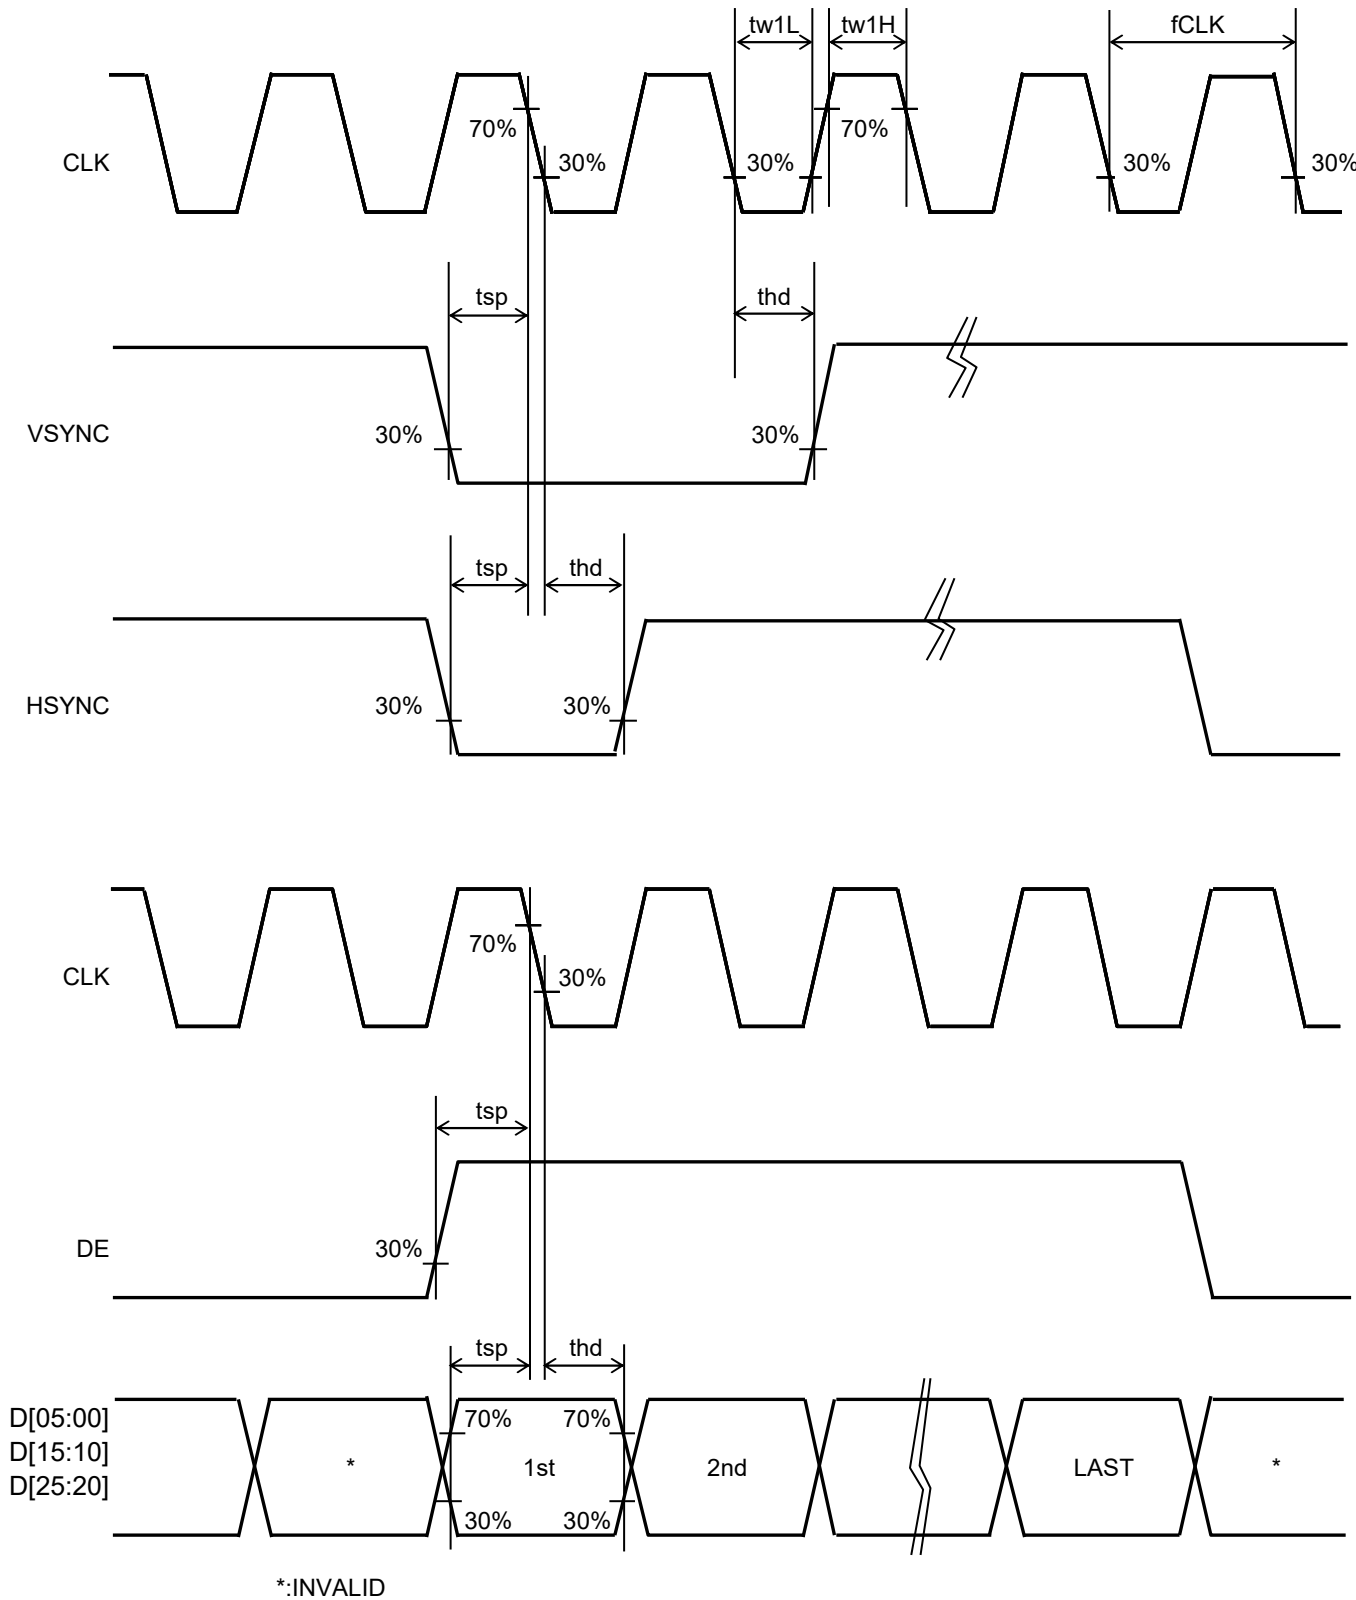 tw1L tw1H fCLK
70% 70%
CLK 30% 30% 30% 30%
tsp thd
VSYNC 30% 30%
tsp thd
HSYNC 30% 30%
70%
CLK 30%
tsp
DE 30%
tsp thd
D[05:00] 70% 70%
D[15:10] * 1st 2nd LAST *
D[25:20]
30% 30%
*:INVALID